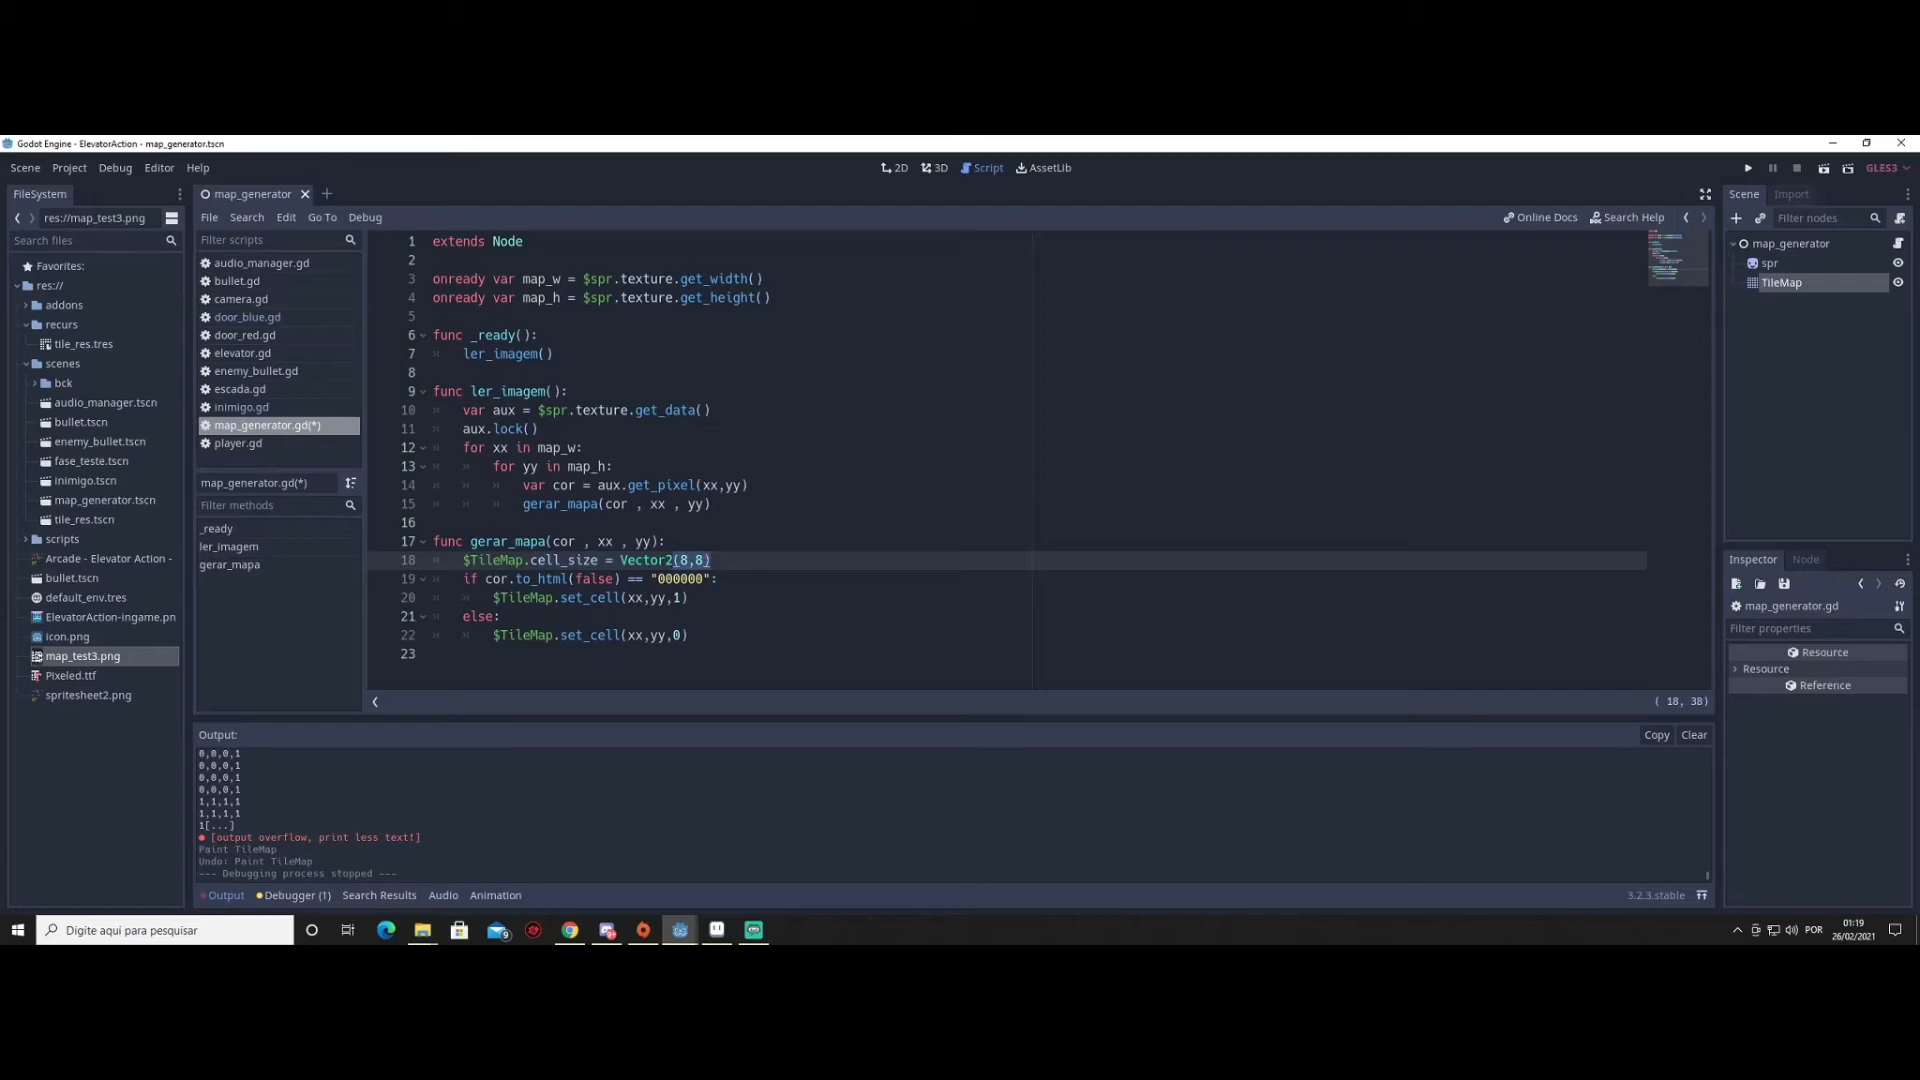 Godot Engine - ElevatorAction - map_generator.tscn
Scene Project Debug Editor Help
2D 3D Script AssetLib
GLES3
FileSystem
res://map_test3.png
Search files
Favorites:
res://
addons
recurs
tile_res.tres
scenes
bck
audio_manager.tscn
bullet.tscn
enemy_bullet.tscn
fase_teste.tscn
inimigo.tscn
map_generator.tscn
tile_res.tscn
scripts
Arcade - Elevator Action -
bullet.tscn
default_env.tres
ElevatorAction-ingame.pn
icon.png
map_test3.png
Pixeled.ttf
spritesheet2.png
map_generator
File Search Edit Go To Debug
Online Docs Search Help
Filter scripts
audio_manager.gd
bullet.gd
camera.gd
door_blue.gd
door_red.gd
elevator.gd
enemy_bullet.gd
escada.gd
inimigo.gd
map_generator.gd(*)
player.gd
map_generator.gd(*)
Filter methods
_ready
ler_imagem
gerar_mapa
1 extends Node
2
3 onready var map_w = $spr.texture.get_width()
4 onready var map_h = $spr.texture.get_height()
5
6 func _ready():
7 ler_imagem()
8
9 func ler_imagem():
10 var aux = $spr.texture.get_data()
11 aux.lock()
12 for xx in map_w:
13 for yy in map_h:
14 var cor = aux.get_pixel(xx,yy)
15 gerar_mapa(cor , xx , yy)
16
17 func gerar_mapa(cor , xx , yy):
18 $TileMap.cell_size = Vector2(8,8)
19 if cor.to_html(false) == "000000":
20 $TileMap.set_cell(xx,yy,1)
21 else:
22 $TileMap.set_cell(xx,yy,0)
23
( 18, 38)
Output:
Copy Clear
0,0,0,1
0,0,0,1
0,0,0,1
0,0,0,1
1,1,1,1
1,1,1,1
1[...]
[output overflow, print less text!]
Paint TileMap
Undo: Paint TileMap
--- Debugging process stopped ---
Output Debugger (1) Search Results Audio Animation
3.2.3.stable
Scene Import
Filter nodes
map_generator
spr
TileMap
Inspector Node
map_generator.gd
Filter properties
Resource
Resource
Reference
Digite aqui para pesquisar
9
POR
01:19
26/02/2021